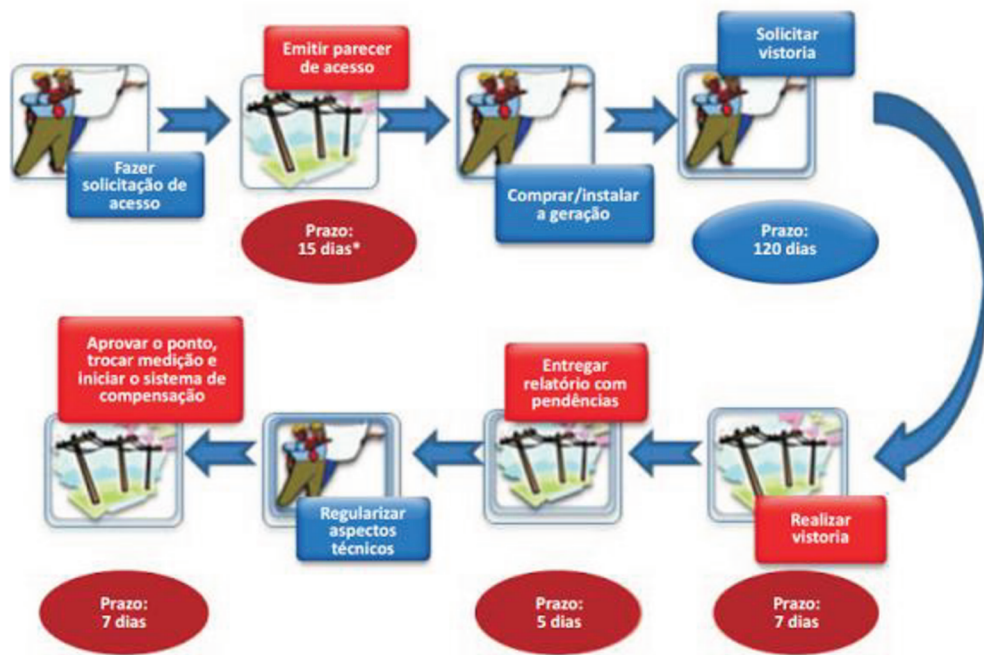 Fazer
solicitação de
acesso
Emitir parecer
de acesso
Prazo:
15 dias*
Comprar/instalar
a geração
Solicitar
vistoria
Prazo:
120 dias
Realizar
vistoria
Prazo:
7 dias
Entregar
relatório com
pendências
Prazo:
5 dias
Regularizar
aspectos
técnicos
Aprovar o ponto,
trocar medição e
iniciar o sistema de
compensação
Prazo:
7 dias